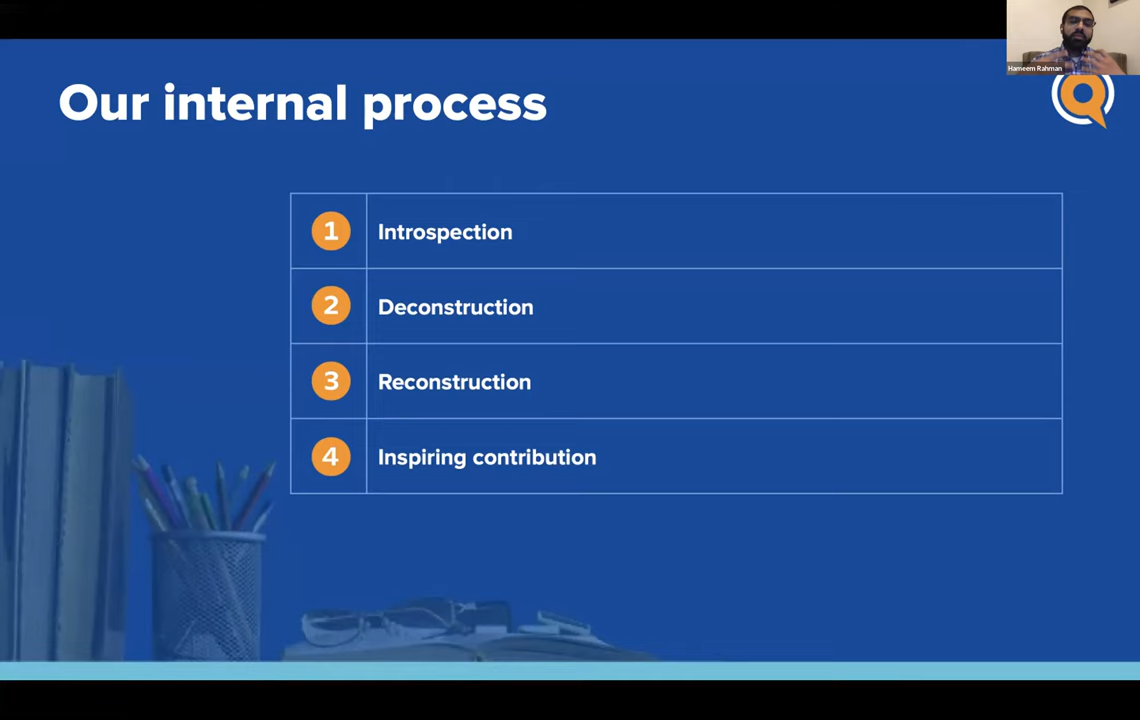 Hameem Rahman
Our internal process
1 Introspection
2 Deconstruction
3 Reconstruction
4 Inspiring contribution